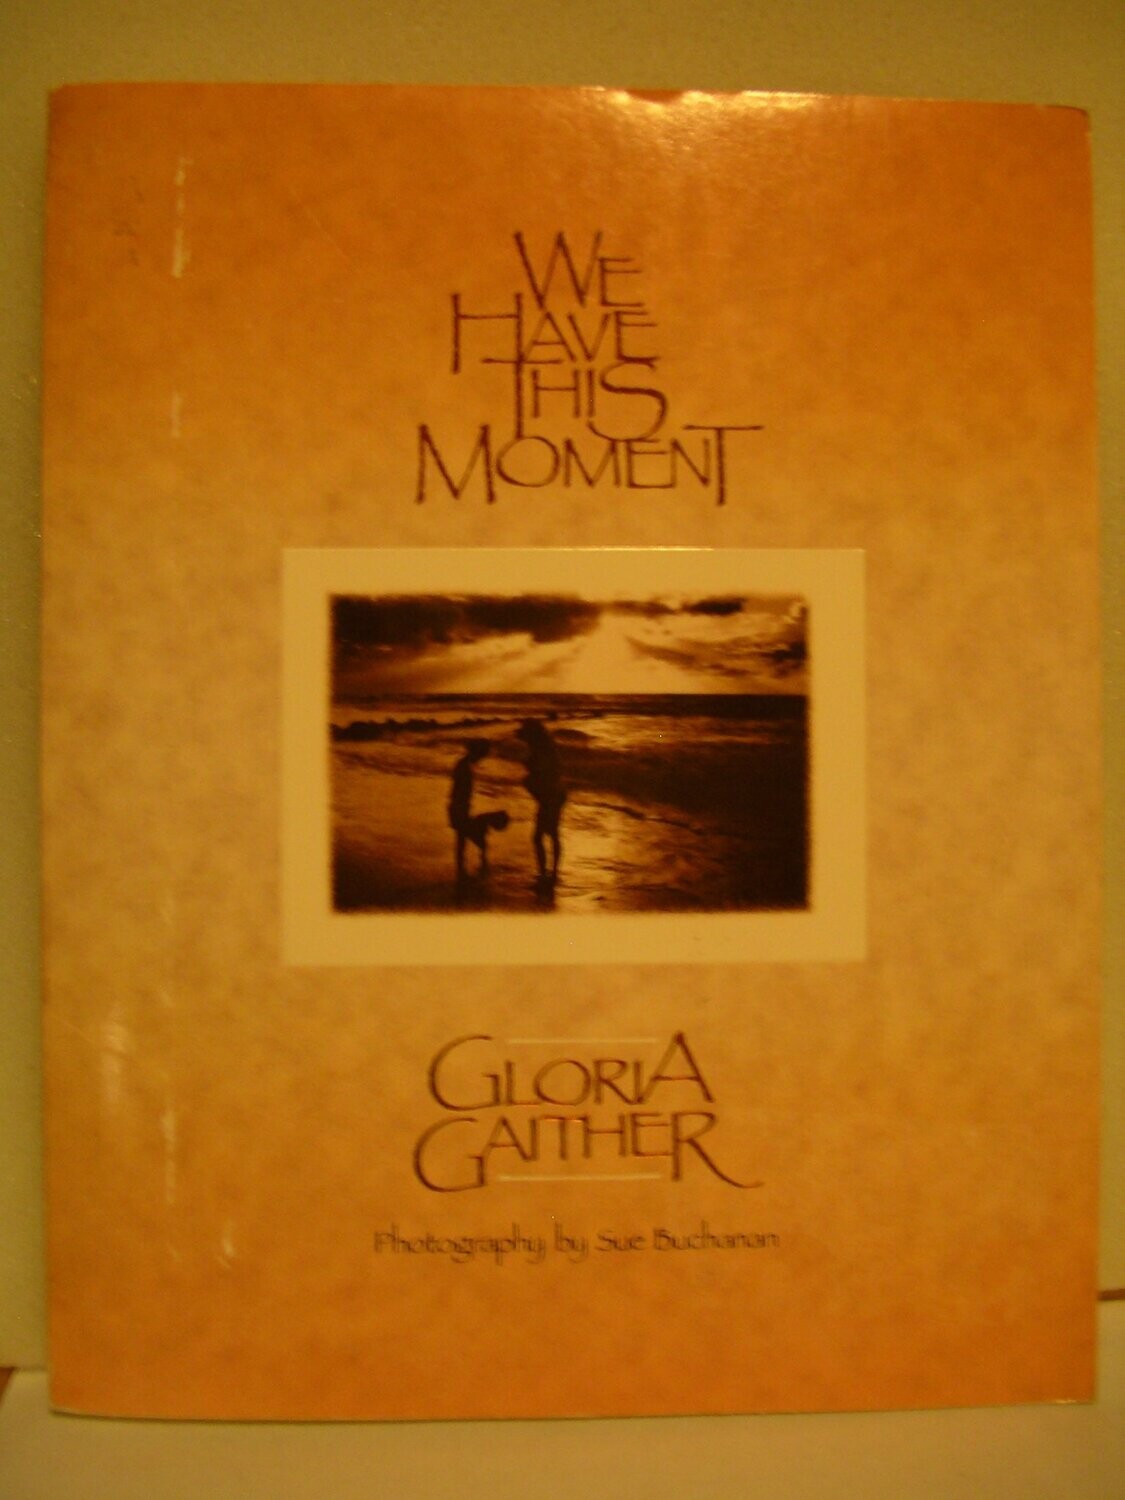 WE
HAVE
THIS
MOMENT
GLORIA
GAITHER
Photography by Sue Buchanan